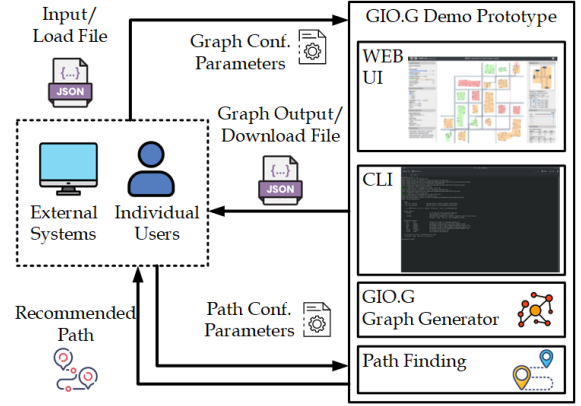 Input/
Load File
JSON
{...}
Graph Conf.
Parameters
Graph Output/
Download File
{...}
JSON
External
Systems
Individual
Users
Recommended
Path
Path Conf.
Parameters
GIO.G Demo Prototype
WEB
UI
CLI
GIO.G
Graph Generator
Path Finding